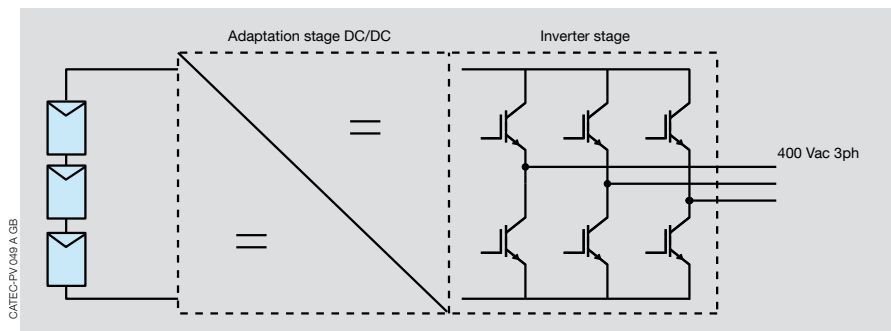 Adaptation stage DC/DC
Inverter stage
400 Vac 3ph
CATEC-PV 049 A GB